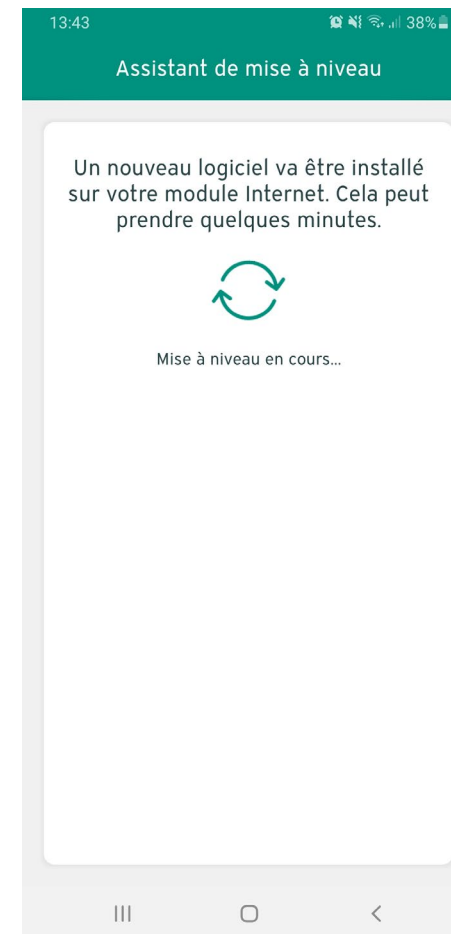 13:43 38%
Assistant de mise à niveau
Un nouveau logiciel va être installé
sur votre module Internet. Cela peut
prendre quelques minutes.
Mise à niveau en cours...